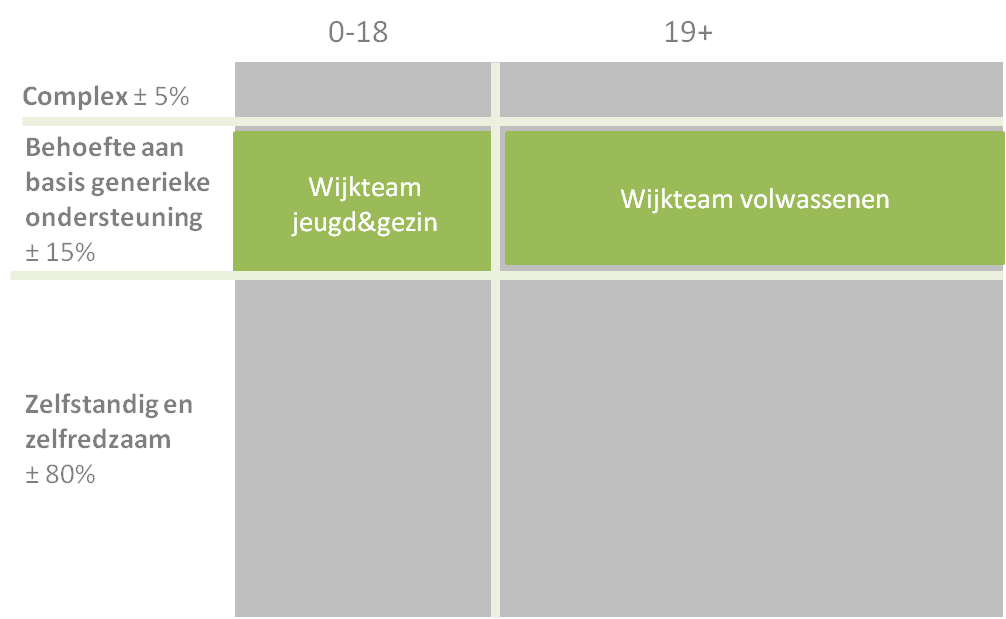 0-18
19+
Complex ± 5%
Behoefte aan
basis generieke
ondersteuning
± 15%
Wijkteam
jeugd&gezin
Wijkteam volwassenen
Zelfstandig en
zelfredzaam
± 80%